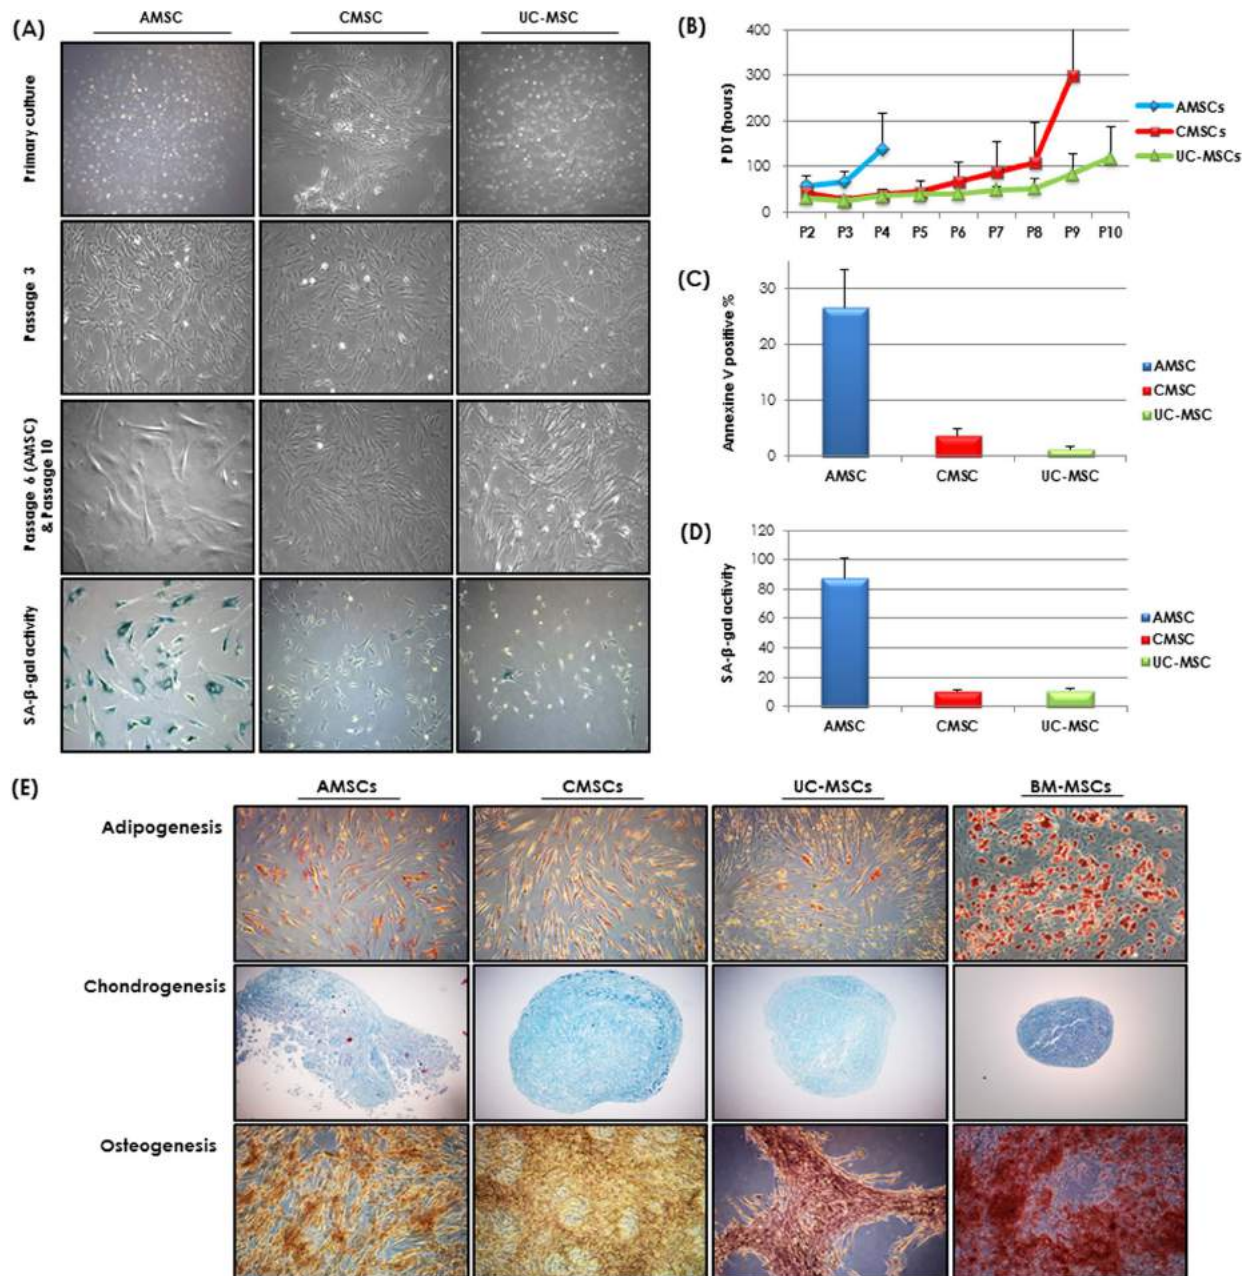 (A)
AMSC CMSC UC-MSC
Primary culture
Passage 3
Passage 6 (AMSC)
& Passage 10
SA-β-gal activity
(B)
PDT (hours)
400
300
200
100
0
P2 P3 P4 P5 P6 P7 P8 P9 P10
AMSCs
CMSCs
UC-MSCs
(C)
Annexine V positive %
30
20
10
0
AMSC CMSC UC-MSC
AMSC
CMSC
UC-MSC
(D)
SA-β-gal activity
120
100
80
60
40
20
0
AMSC CMSC UC-MSC
AMSC
CMSC
UC-MSC
(E)
AMSCs CMSCs UC-MSCs BM-MSCs
Adipogenesis
Chondrogenesis
Osteogenesis